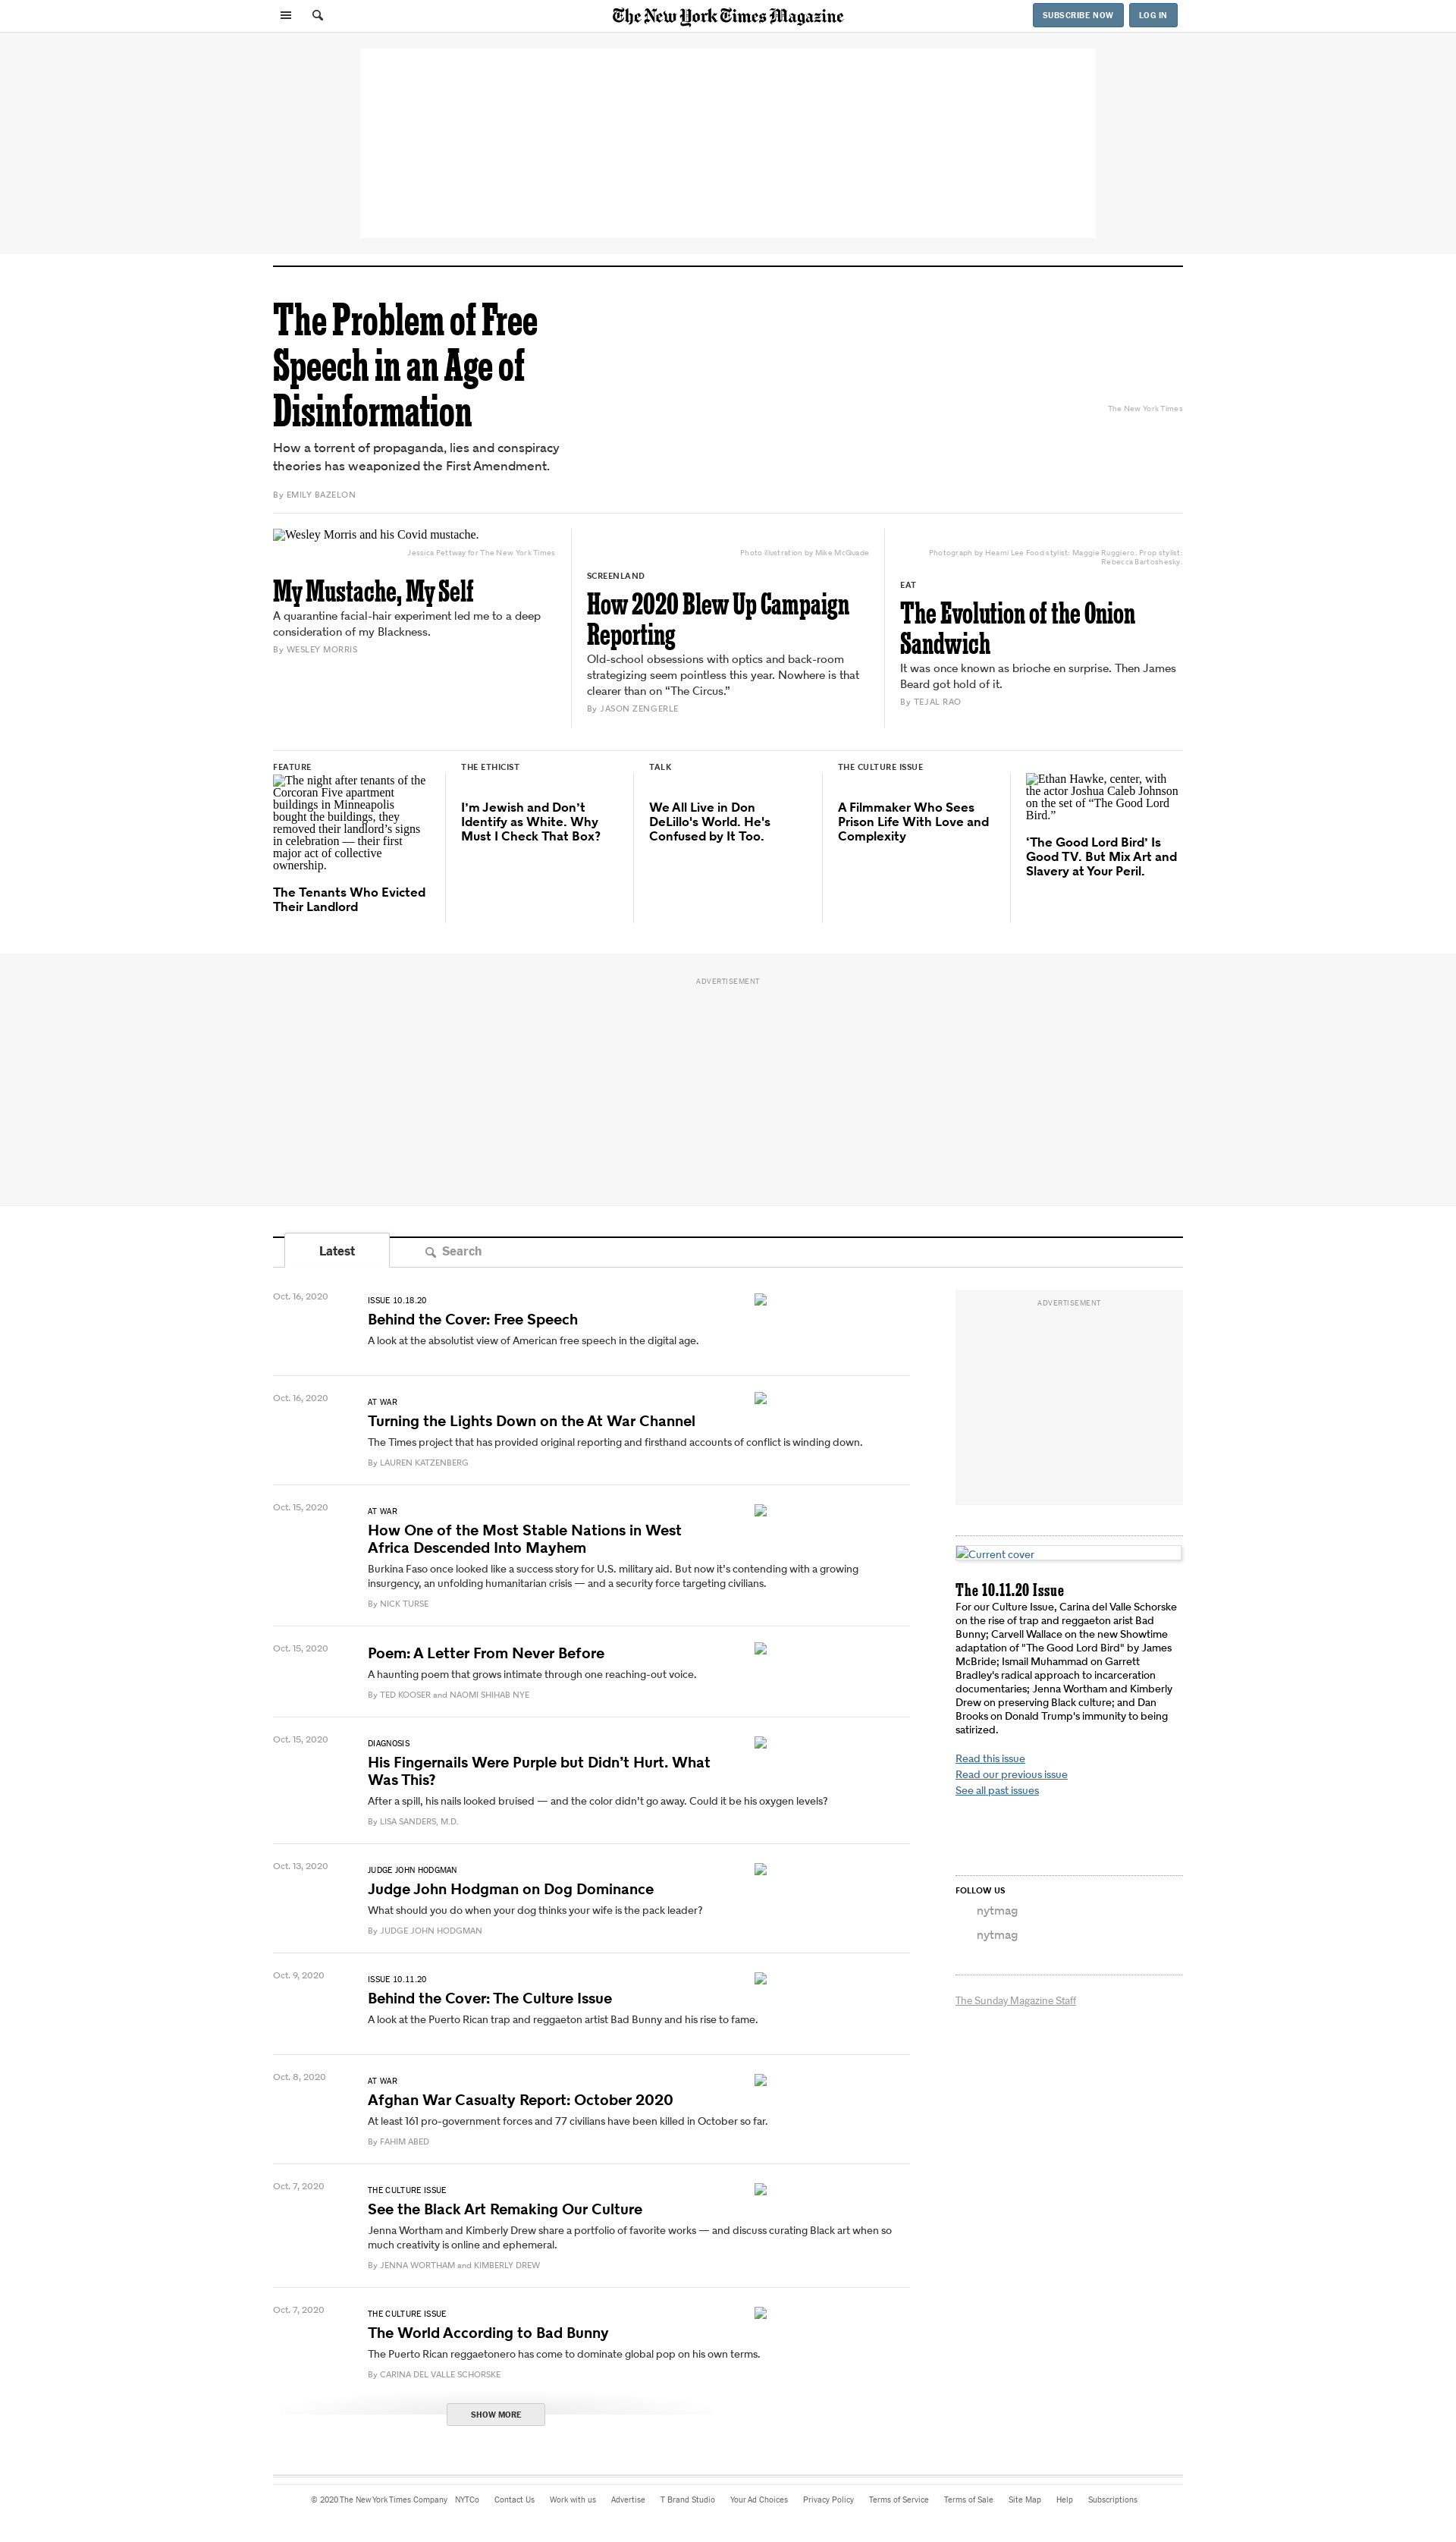 The New York Times Magazine
SUBSCRIBE NOW
LOG IN
The Problem of Free
Speech in an Age of
Disinformation
How a torrent of propaganda, lies and conspiracy
theories has weaponized the First Amendment.
By EMILY BAZELON
The New York Times
Wesley Morris and his Covid mustache.
Jessica Pettway for The New York Times
My Mustache, My Self
A quarantine facial-hair experiment led me to a deep
consideration of my Blackness.
By WESLEY MORRIS
Photo illustration by Mike McQuade
SCREENLAND
How 2020 Blew Up Campaign
Reporting
Old-school obsessions with optics and back-room
strategizing seem pointless this year. Nowhere is that
clearer than on “The Circus.”
By JASON ZENGERLE
Photograph by Heami Lee Food stylist: Maggie Ruggiero. Prop stylist:
Rebecca Bartoshesky.
EAT
The Evolution of the Onion
Sandwich
It was once known as brioche en surprise. Then James
Beard got hold of it.
By TEJAL RAO
FEATURE
The night after tenants of the
Corcoran Five apartment
buildings in Minneapolis
bought the buildings, they
removed their landlord’s signs
in celebration — their first
major act of collective
ownership.
The Tenants Who Evicted
Their Landlord
THE ETHICIST
I’m Jewish and Don’t
Identify as White. Why
Must I Check That Box?
TALK
We All Live in Don
DeLillo's World. He's
Confused by It Too.
THE CULTURE ISSUE
A Filmmaker Who Sees
Prison Life With Love and
Complexity
Ethan Hawke, center, with
the actor Joshua Caleb Johnson
on the set of “The Good Lord
Bird.”
‘The Good Lord Bird’ Is
Good TV. But Mix Art and
Slavery at Your Peril.
ADVERTISEMENT
Latest
Search
Oct. 16, 2020
ISSUE 10.18.20
Behind the Cover: Free Speech
A look at the absolutist view of American free speech in the digital age.
Oct. 16, 2020
AT WAR
Turning the Lights Down on the At War Channel
The Times project that has provided original reporting and firsthand accounts of conflict is winding down.
By LAUREN KATZENBERG
Oct. 15, 2020
AT WAR
How One of the Most Stable Nations in West
Africa Descended Into Mayhem
Burkina Faso once looked like a success story for U.S. military aid. But now it’s contending with a growing
insurgency, an unfolding humanitarian crisis — and a security force targeting civilians.
By NICK TURSE
Oct. 15, 2020
Poem: A Letter From Never Before
A haunting poem that grows intimate through one reaching-out voice.
By TED KOOSER and NAOMI SHIHAB NYE
Oct. 15, 2020
DIAGNOSIS
His Fingernails Were Purple but Didn’t Hurt. What
Was This?
After a spill, his nails looked bruised — and the color didn’t go away. Could it be his oxygen levels?
By LISA SANDERS, M.D.
Oct. 13, 2020
JUDGE JOHN HODGMAN
Judge John Hodgman on Dog Dominance
What should you do when your dog thinks your wife is the pack leader?
By JUDGE JOHN HODGMAN
Oct. 9, 2020
ISSUE 10.11.20
Behind the Cover: The Culture Issue
A look at the Puerto Rican trap and reggaeton artist Bad Bunny and his rise to fame.
Oct. 8, 2020
AT WAR
Afghan War Casualty Report: October 2020
At least 161 pro-government forces and 77 civilians have been killed in October so far.
By FAHIM ABED
Oct. 7, 2020
THE CULTURE ISSUE
See the Black Art Remaking Our Culture
Jenna Wortham and Kimberly Drew share a portfolio of favorite works — and discuss curating Black art when so
much creativity is online and ephemeral.
By JENNA WORTHAM and KIMBERLY DREW
Oct. 7, 2020
THE CULTURE ISSUE
The World According to Bad Bunny
The Puerto Rican reggaetonero has come to dominate global pop on his own terms.
By CARINA DEL VALLE SCHORSKE
SHOW MORE
ADVERTISEMENT
Current cover
The 10.11.20 Issue
For our Culture Issue, Carina del Valle Schorske
on the rise of trap and reggaeton arist Bad
Bunny; Carvell Wallace on the new Showtime
adaptation of "The Good Lord Bird" by James
McBride; Ismail Muhammad on Garrett
Bradley's radical approach to incarceration
documentaries; Jenna Wortham and Kimberly
Drew on preserving Black culture; and Dan
Brooks on Donald Trump's immunity to being
satirized.
Read this issue
Read our previous issue
See all past issues
FOLLOW US
nytmag
nytmag
The Sunday Magazine Staff
© 2020 The New York Times Company NYTCo Contact Us Work with us Advertise T Brand Studio Your Ad Choices Privacy Policy Terms of Service Terms of Sale Site Map Help Subscriptions